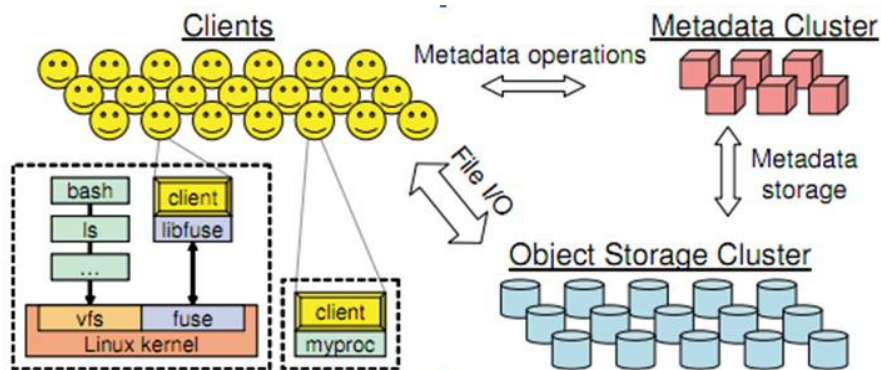 Clients
Metadata Cluster
Metadata operations
File I/O
Metadata
storage
bash
ls
...
client
libfuse
vfs
fuse
Linux kernel
client
myproc
Object Storage Cluster